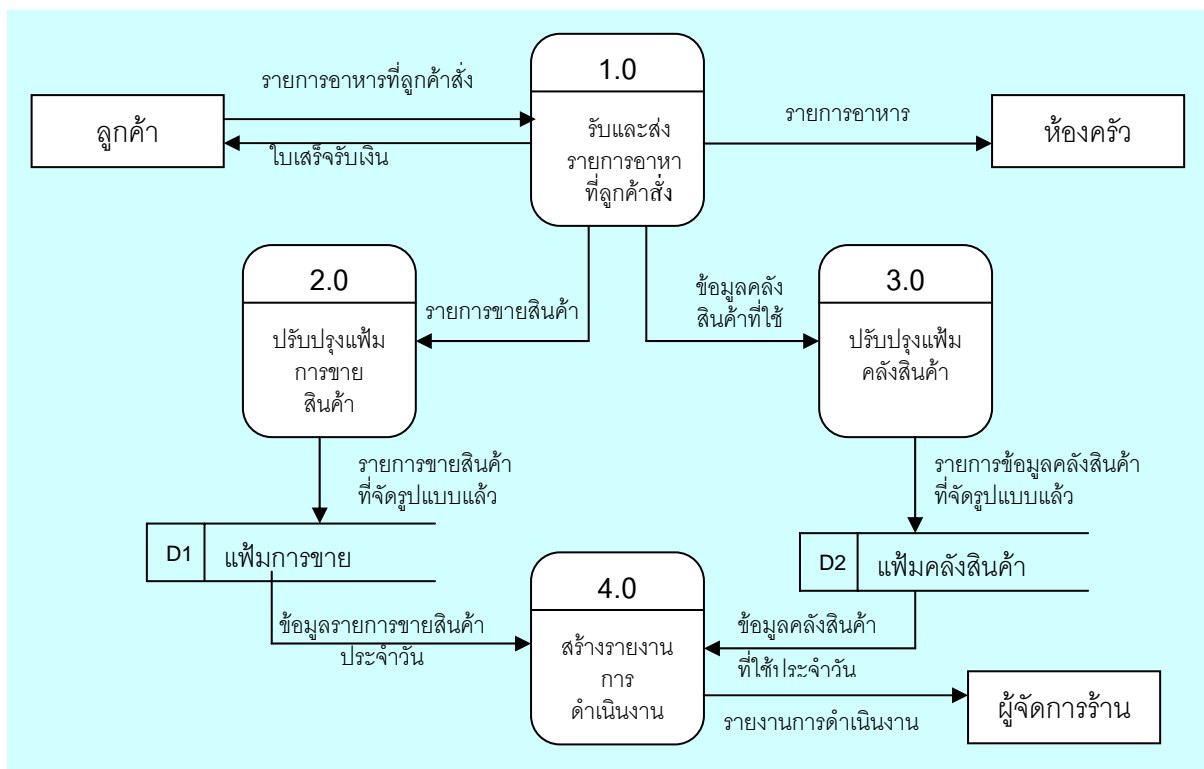 รายการอาหารที่ลูกค้าสั่ง
ลูกค้า
ใบเสร็จรับเงิน
1.0
รับและส่ง
รายการอาหา
ที่ลูกค้าสั่ง
รายการอาหาร
ห้องครัว
2.0
ปรับปรุงแฟ้ม
การขาย
สินค้า
รายการขายสินค้า
ข้อมูลคลัง
สินค้าที่ใช้
3.0
ปรับปรุงแฟ้ม
คลังสินค้า
รายการขายสินค้า
ที่จัดรูปแบบแล้ว
รายการข้อมูลคลังสินค้า
ที่จัดรูปแบบแล้ว
D1
แฟ้มการขาย
D2
แฟ้มคลังสินค้า
ข้อมูลรายการขายสินค้า
ประจำวัน
4.0
สร้างรายงาน
การ
ดำเนินงาน
ข้อมูลคลังสินค้า
ที่ใช้ประจำวัน
รายงานการดำเนินงาน
ผู้จัดการร้าน